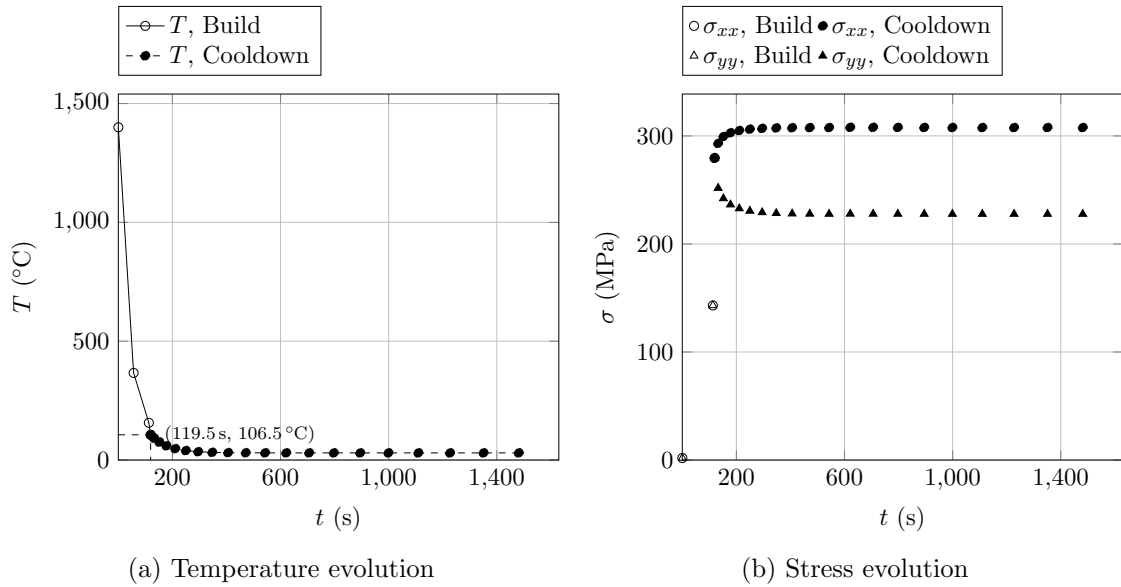 T, Build
T, Cooldown
1,500
1,000
500
0
200
600
1,000
1,400
T (°C)
t (s)
(119.5 s, 106.5 °C)
(a) Temperature evolution
σxx, Build σxx, Cooldown
σyy, Build σyy, Cooldown
300
200
100
0
200
600
1,000
1,400
σ (MPa)
t (s)
(b) Stress evolution